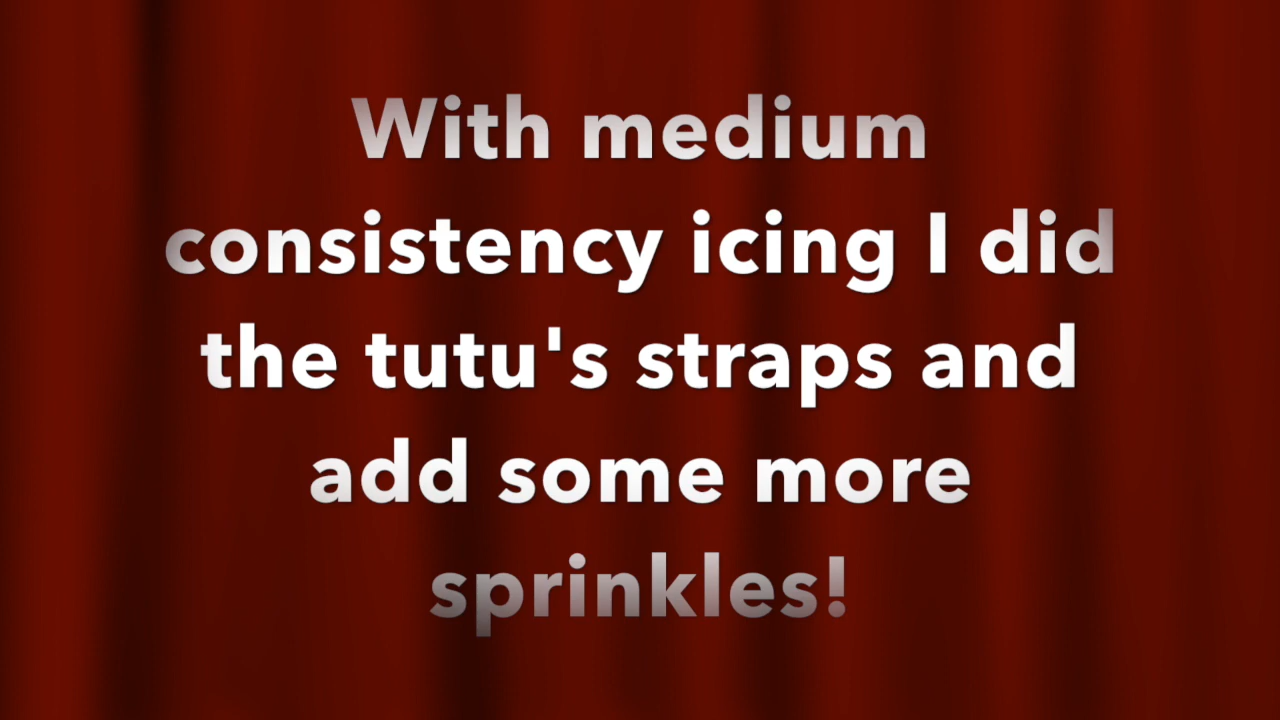 With medium
consistency icing I did
the tutu's straps and
add some more
sprinkles!